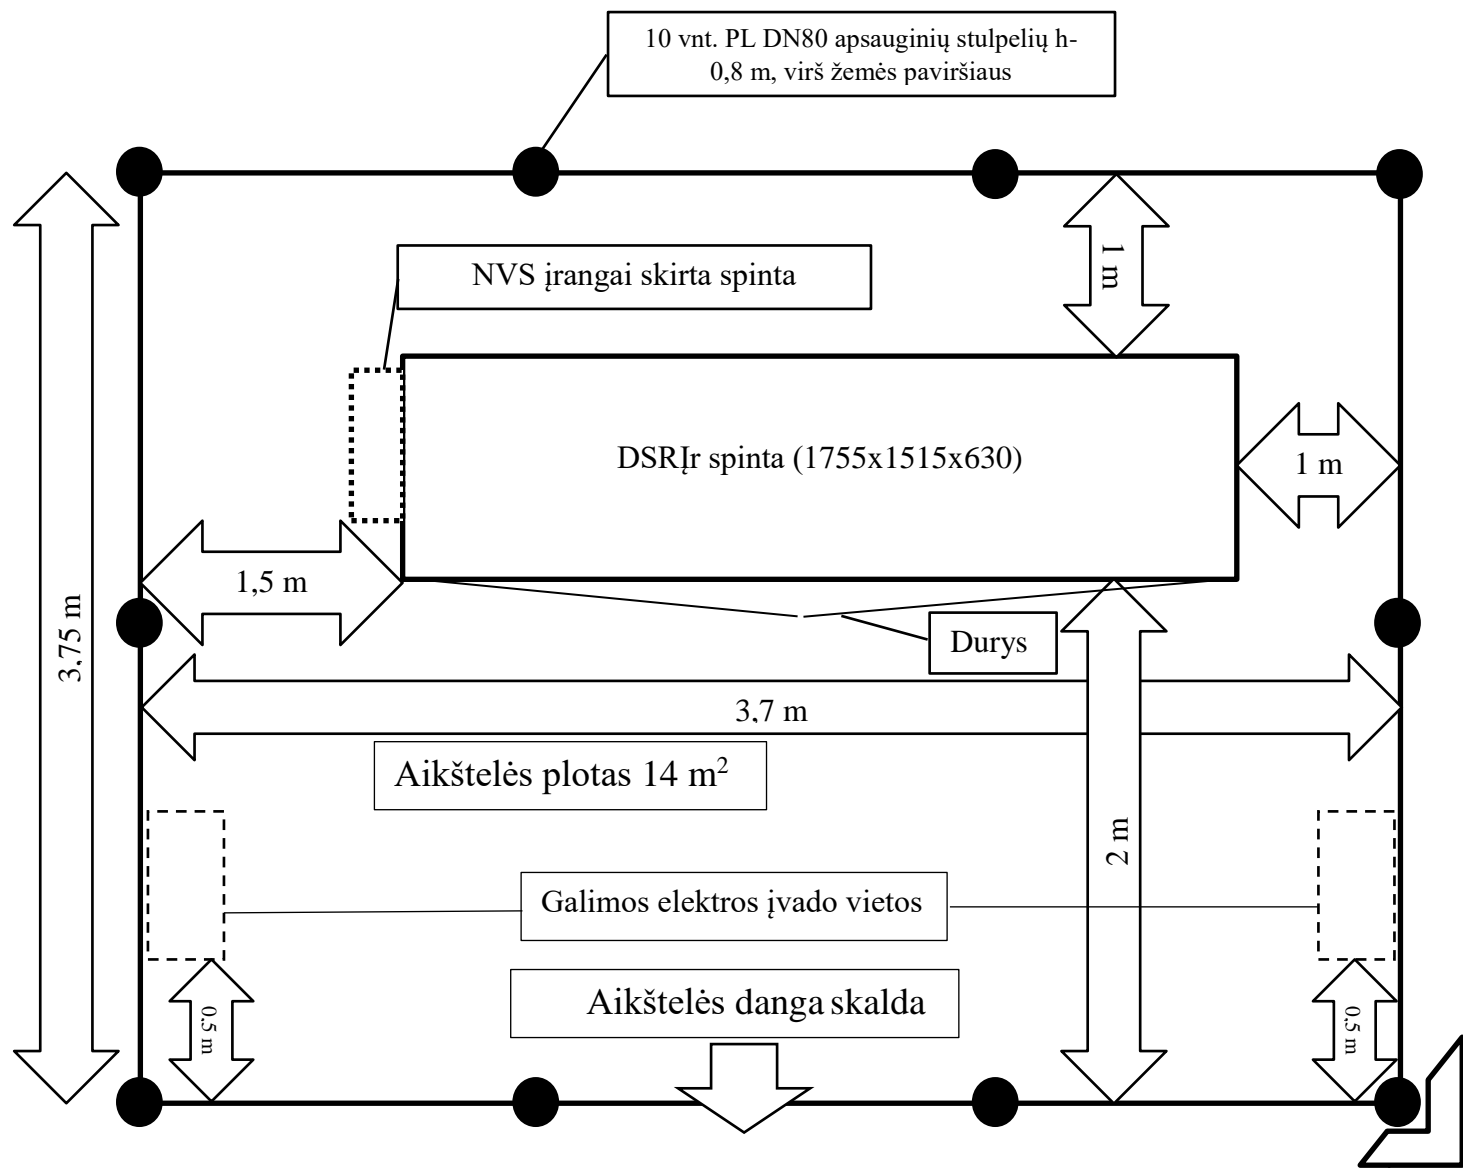 10 vnt. PL DN80 apsauginių stulpelių h-
0,8 m, virš žemės paviršiaus
1 m
NVS įrangai skirta spinta
DSRĮr spinta (1755x1515x630)
1 m
1,5 m
3,75 m
Durys
3,7 m
Aikštelės plotas 14 m²
2 m
Galimos elektros įvado vietos
Aikštelės danga skalda
0,5 m
0,5 m